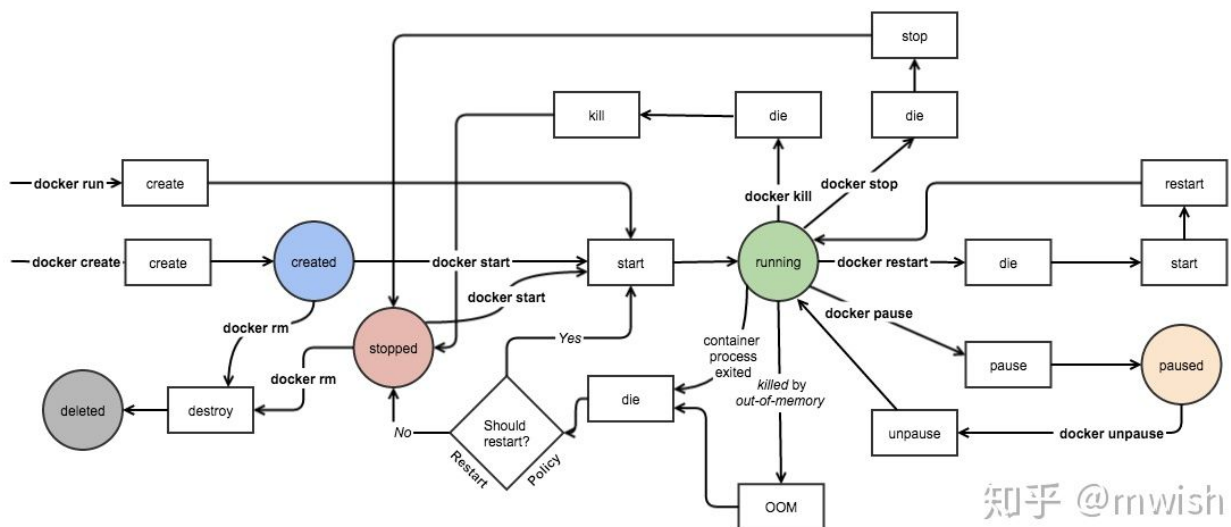 stop
kill
die
die
docker run
create
docker kill
docker stop
restart
docker create
create
created
docker start
start
running
docker restart
die
start
docker start
docker pause
docker rm
stopped
Yes
container
process
exited
pause
paused
docker rm
killed by
out-of-memory
deleted
destroy
die
No
Should
restart?
Restart
Policy
unpause
docker unpause
OOM
知乎 @mwish